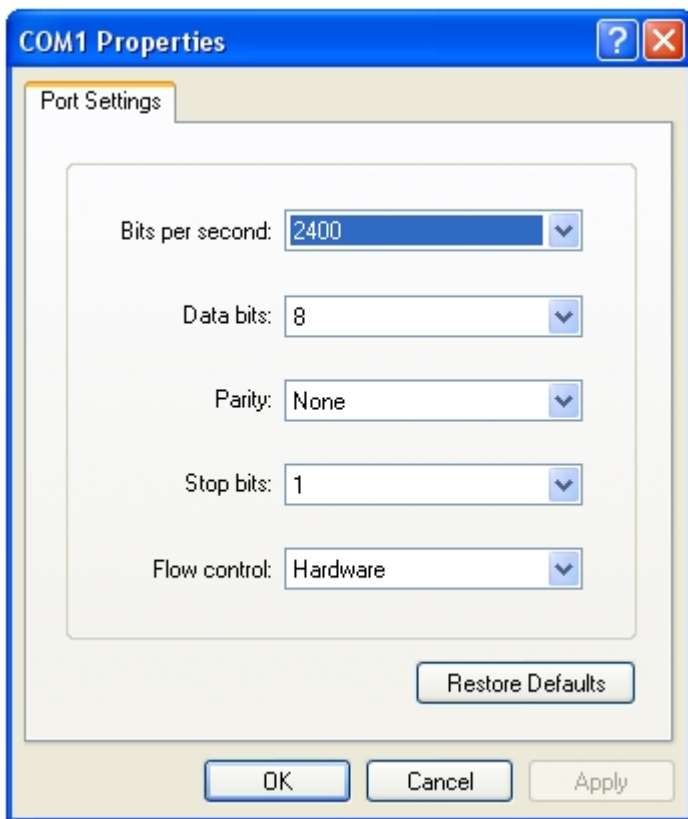 COM1 Properties
Port Settings
Bits per second: 2400
Data bits: 8
Parity: None
Stop bits: 1
Flow control: Hardware
Restore Defaults
OK Cancel Apply